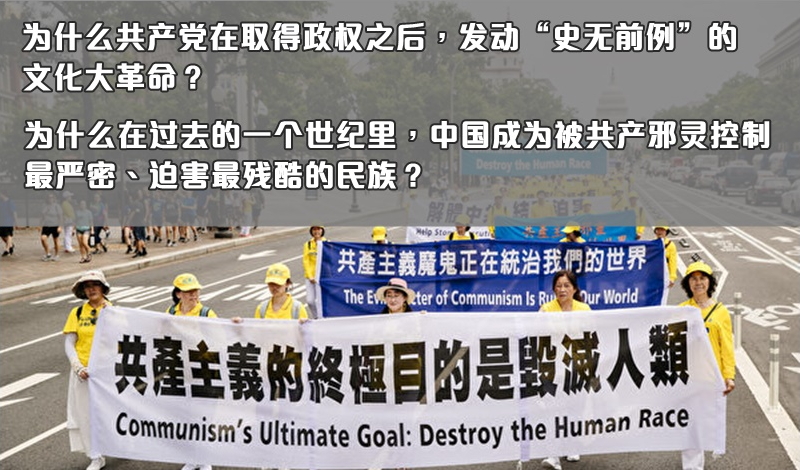 为什么共产党在取得政权之后，发动“史无前例”的
文化大革命？
为什么在过去的一个世纪里，中国成为被共产邪灵控制
最严密、迫害最残酷的民族？
Destroy the Human Race
共產主義魔鬼正在統治我們的世界
The Evil of Communism Is Our World
共產主義的終極目的是毀滅人類
Communism's Ultimate Goal: Destroy the Human Race